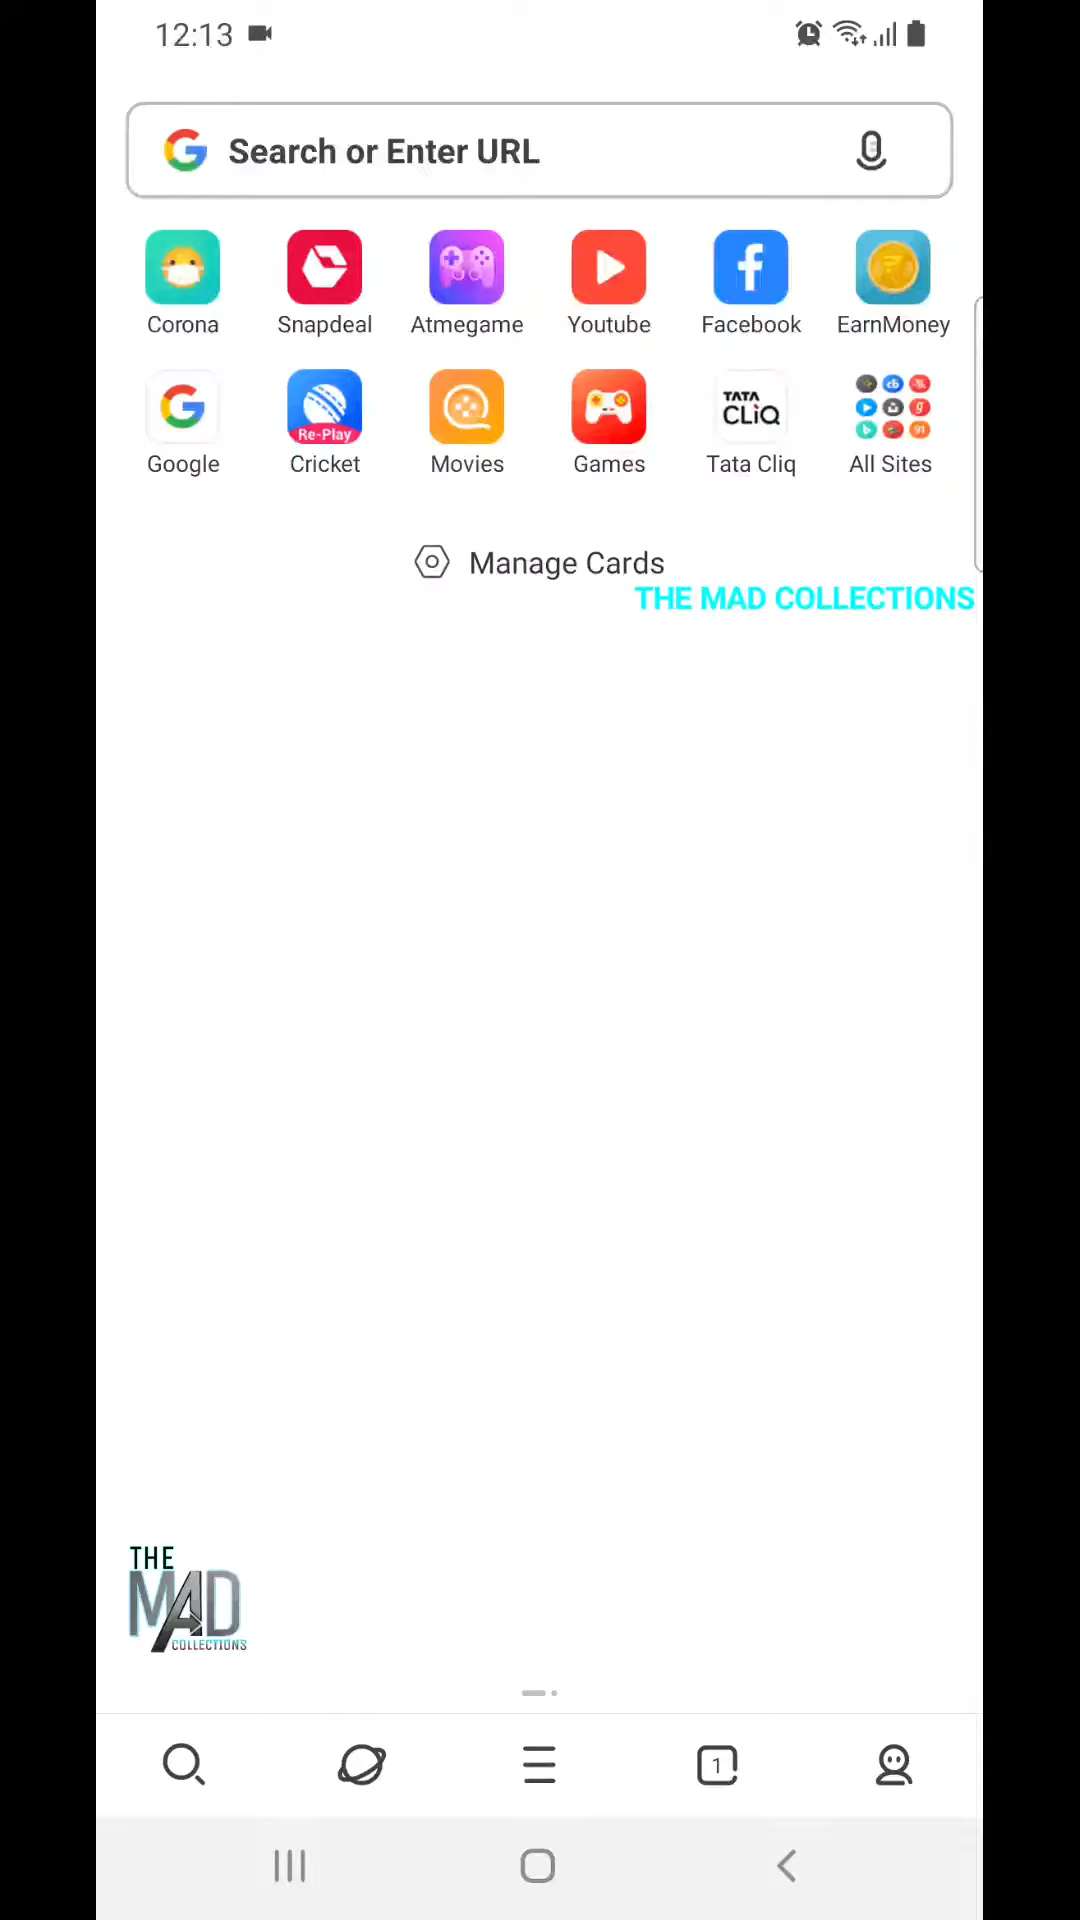 12:13
Search or Enter URL
Corona Snapdeal Atmegame Youtube Facebook EarnMoney
Re-Play
TATA
CLiQ
Google Cricket Movies Games Tata Cliq All Sites
Manage Cards
THE MAD COLLECTIONS
THE
MAD
COLLECTIONS
1